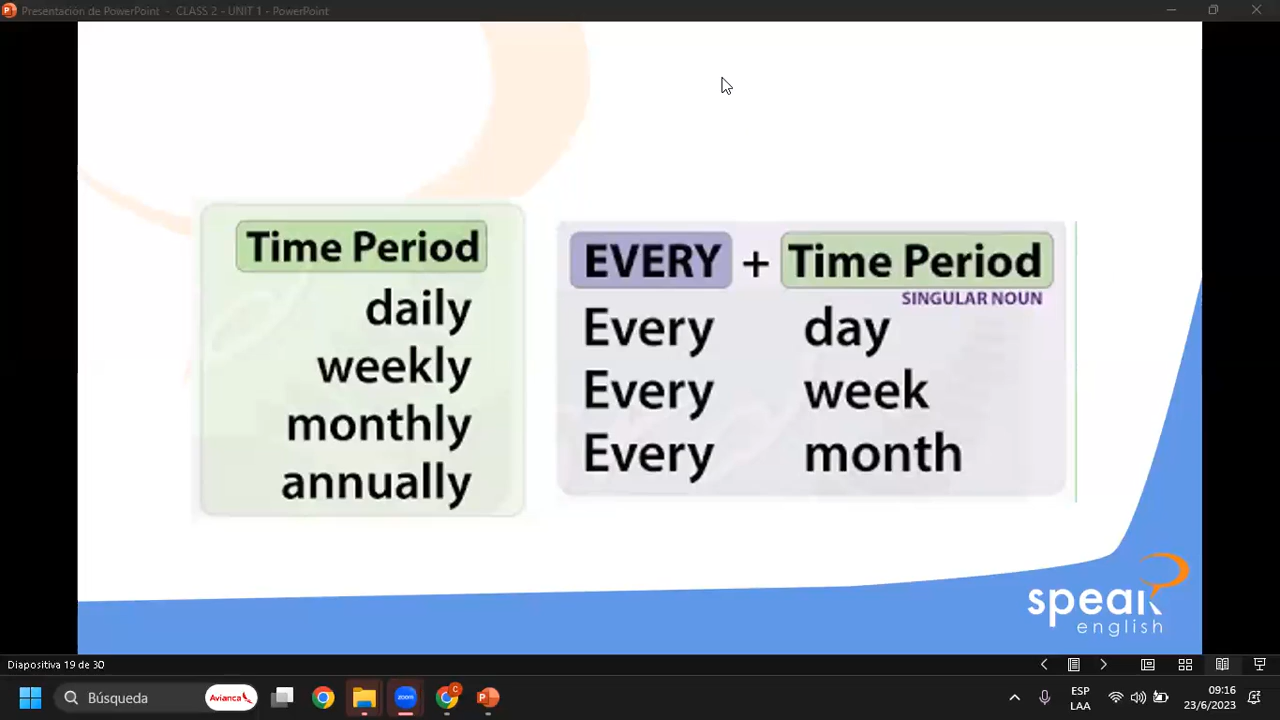 Presentación de PowerPoint - CLASS 2 - UNIT 1 - PowerPoint
Time Period
daily
weekly
monthly
annually
EVERY + Time Period
SINGULAR NOUN
Every day
Every week
Every month
speak
english
Diapositiva 19 de 30
Búsqueda
Avianca
C
ESP
LAA
09:16
23/6/2023